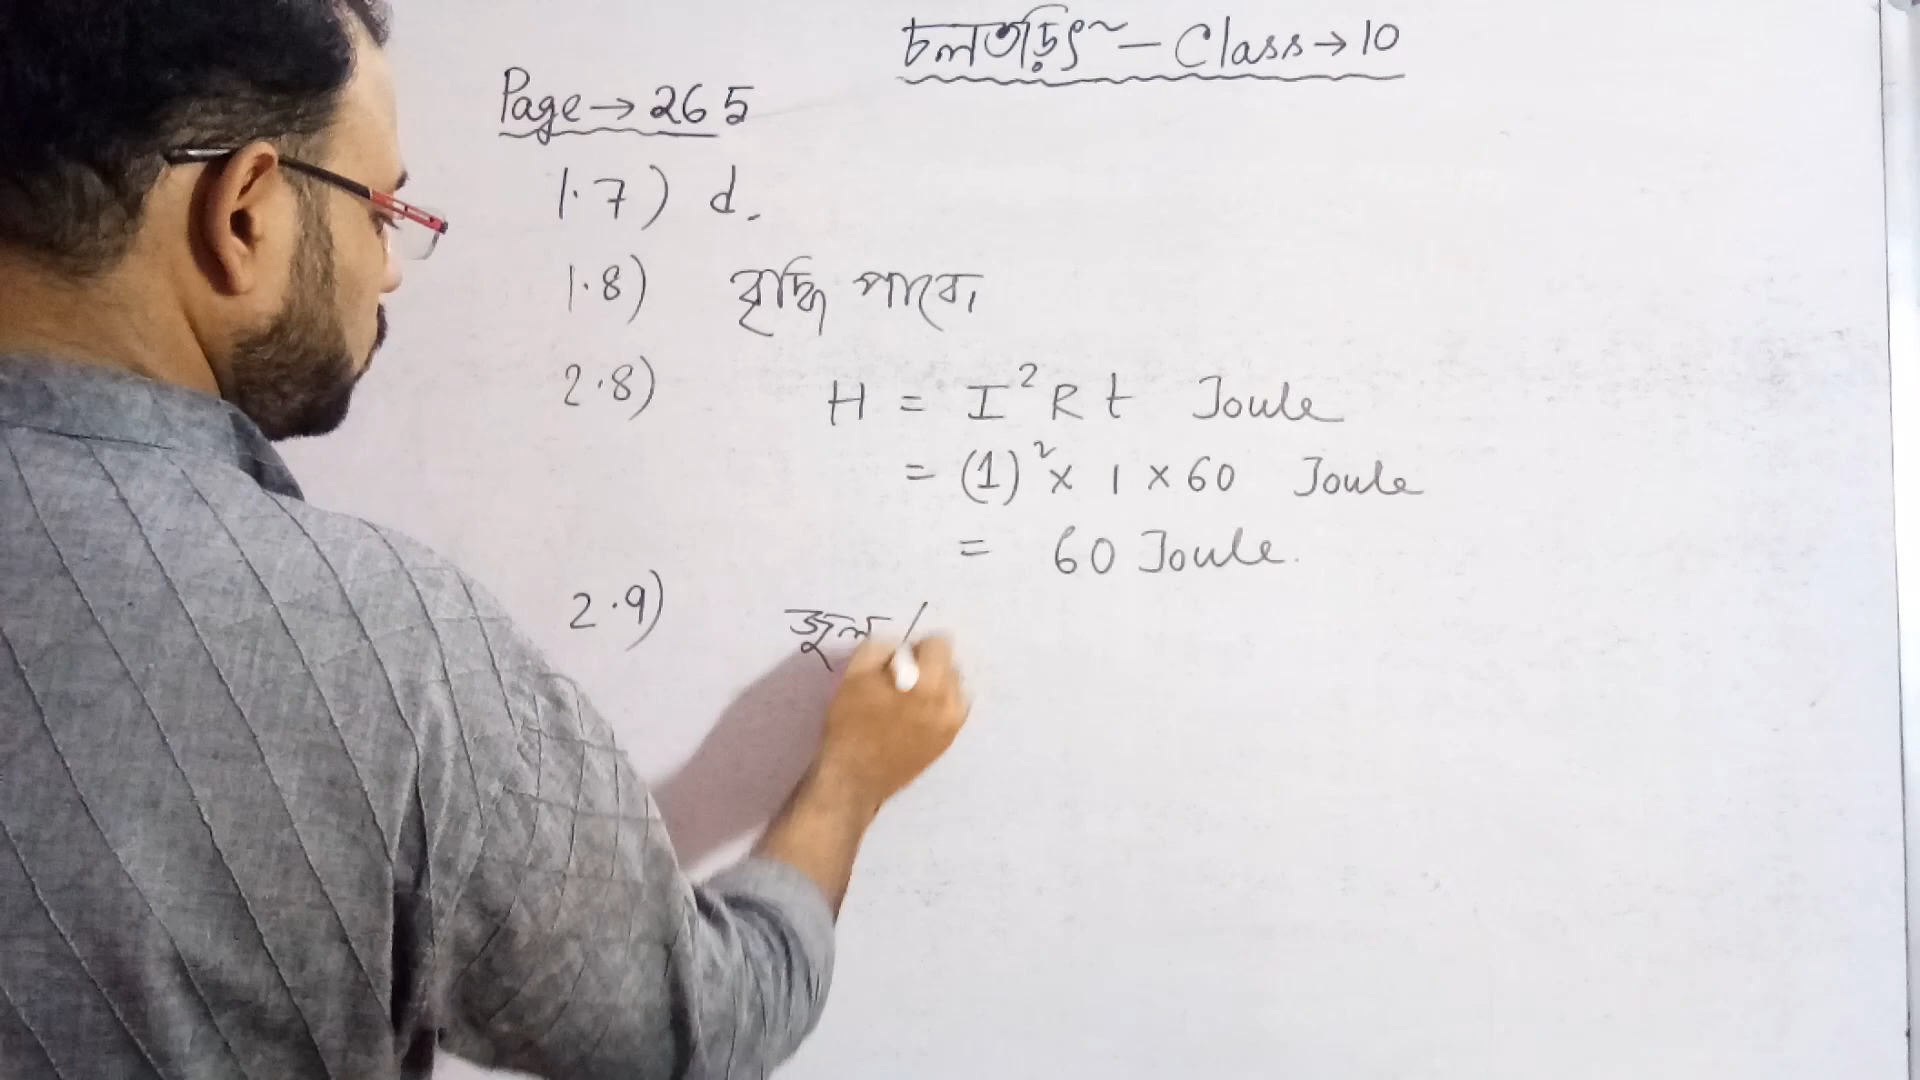 চলতড়িৎ — Class → 10
Page → 265
1.7) d.
1.8) বৃদ্ধি পাবে।
2.8) H = I²Rt Joule
= (1)² x 1 x 60 Joule
= 60 Joule.
2.9) জুল /